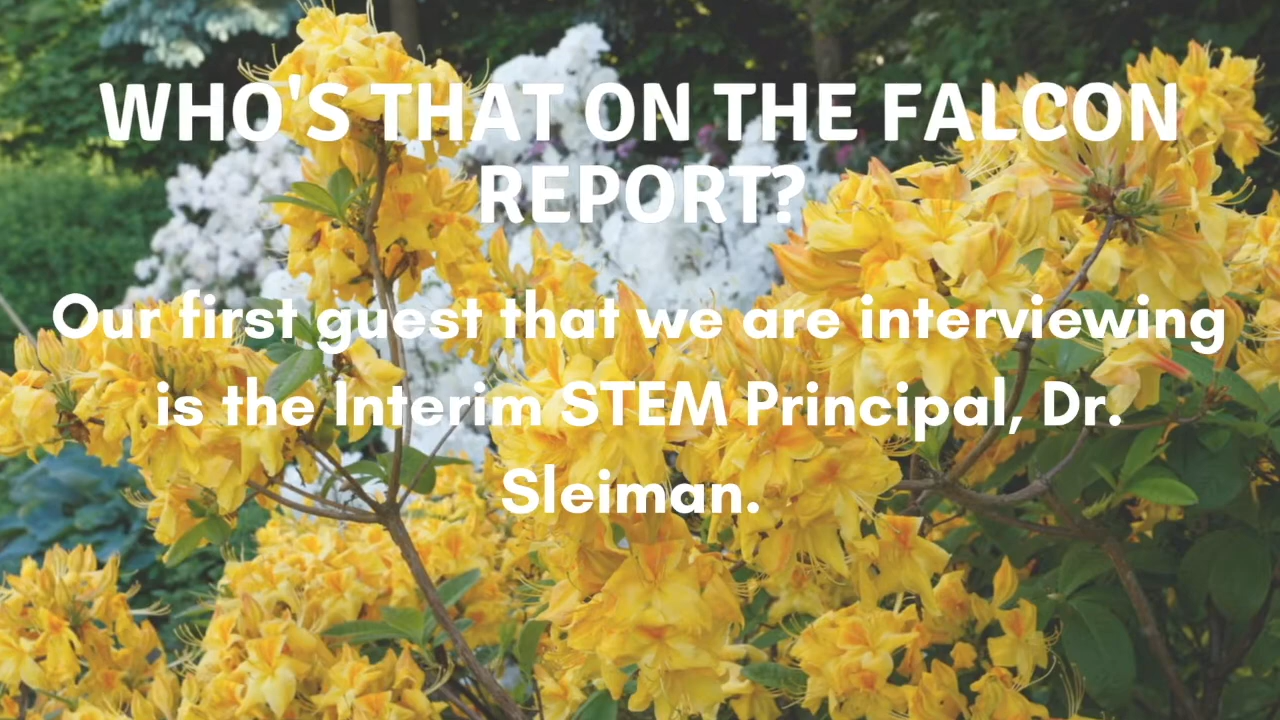 WHO'S THAT ON THE FALCON
REPORT?
Our first guest that we are interviewing
is the Interim STEM Principal, Dr.
Sleiman.